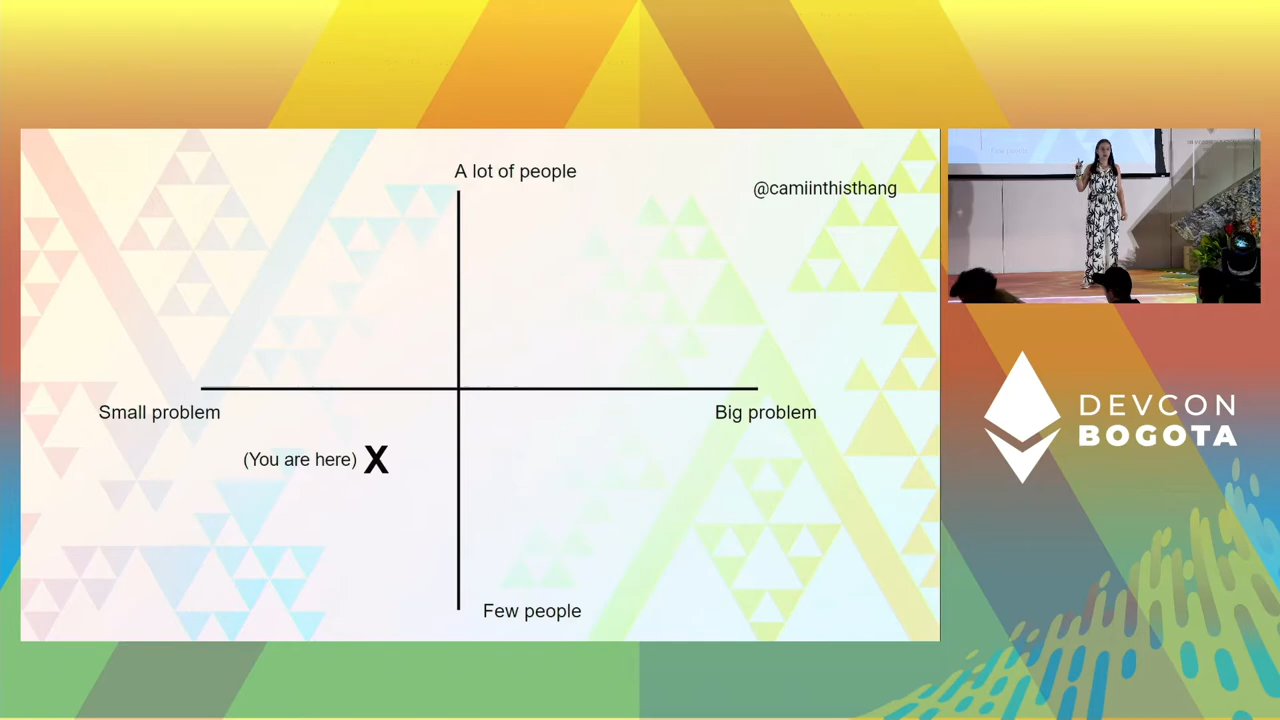 A lot of people
@camiinthisthang
Small problem
Big problem
(You are here) X
Few people
DEVCON
BOGOTA